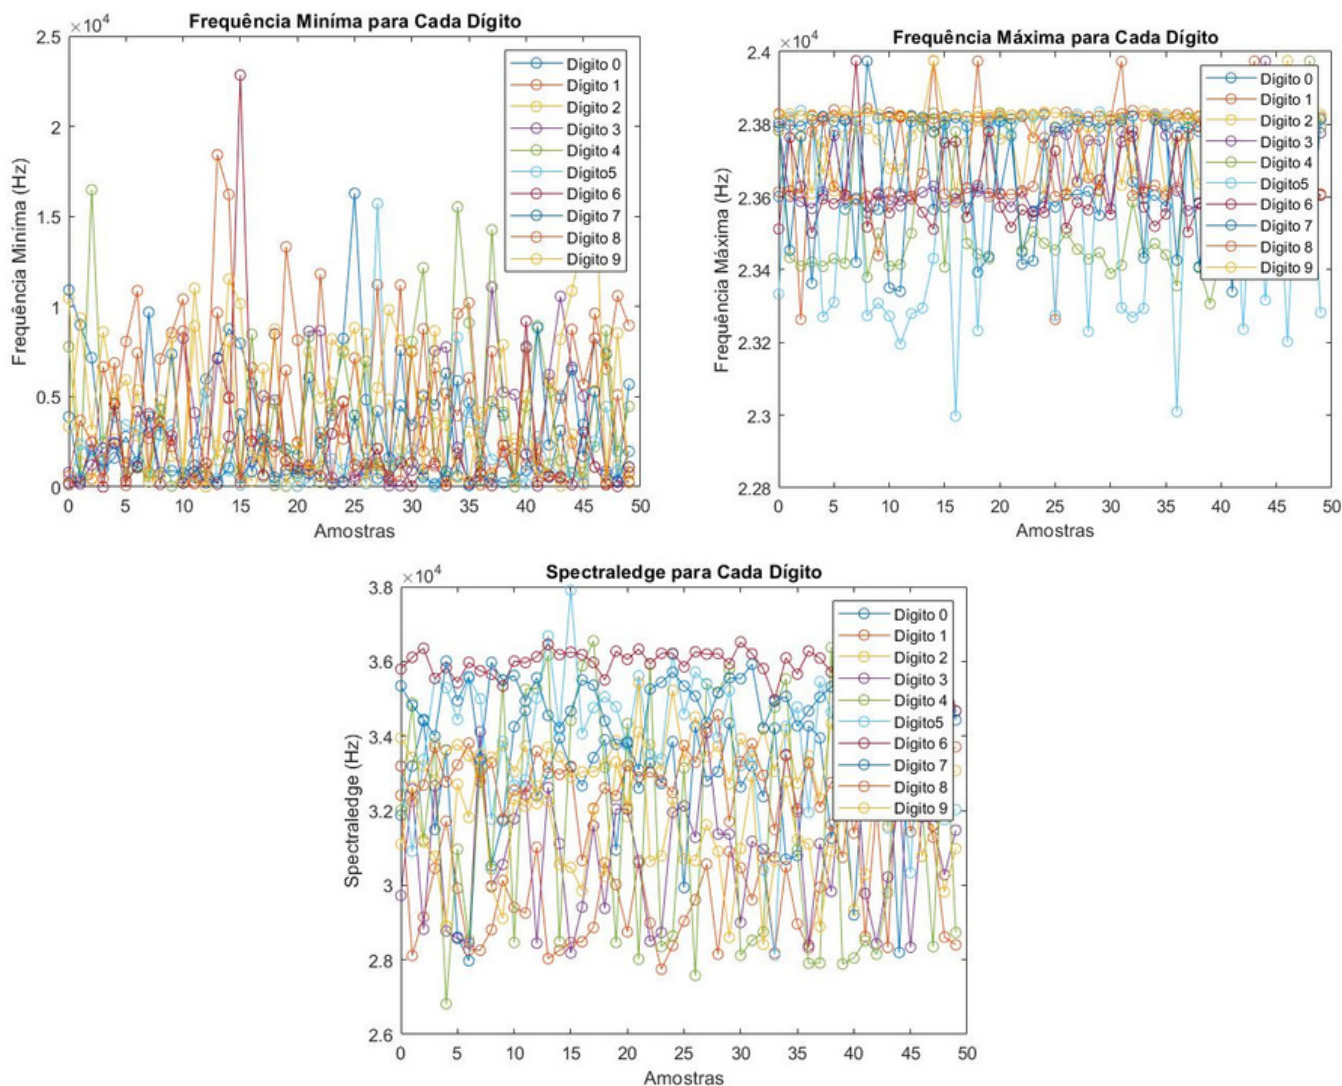 Frequência Miníma para Cada Dígito
×10⁴
2.5
2
1.5
1
0.5
0
Frequência Miníma (Hz)
0 5 10 15 20 25 30 35 40 45 50
Amostras
Digito 0
Digito 1
Digito 2
Digito 3
Digito 4
Digito5
Digito 6
Digito 7
Digito 8
Digito 9
Frequência Máxima para Cada Dígito
×10⁴
2.4
2.38
2.36
2.34
2.32
2.3
2.28
Frequência Máxima (Hz)
0 5 10 15 20 25 30 35 40 45 50
Amostras
Digito 0
Digito 1
Digito 2
Digito 3
Digito 4
Digito5
Digito 6
Digito 7
Digito 8
Digito 9
Spectraledge para Cada Dígito
×10⁴
3.8
3.6
3.4
3.2
3
2.8
2.6
Spectraledge (Hz)
0 5 10 15 20 25 30 35 40 45 50
Amostras
Digito 0
Digito 1
Digito 2
Digito 3
Digito 4
Digito5
Digito 6
Digito 7
Digito 8
Digito 9